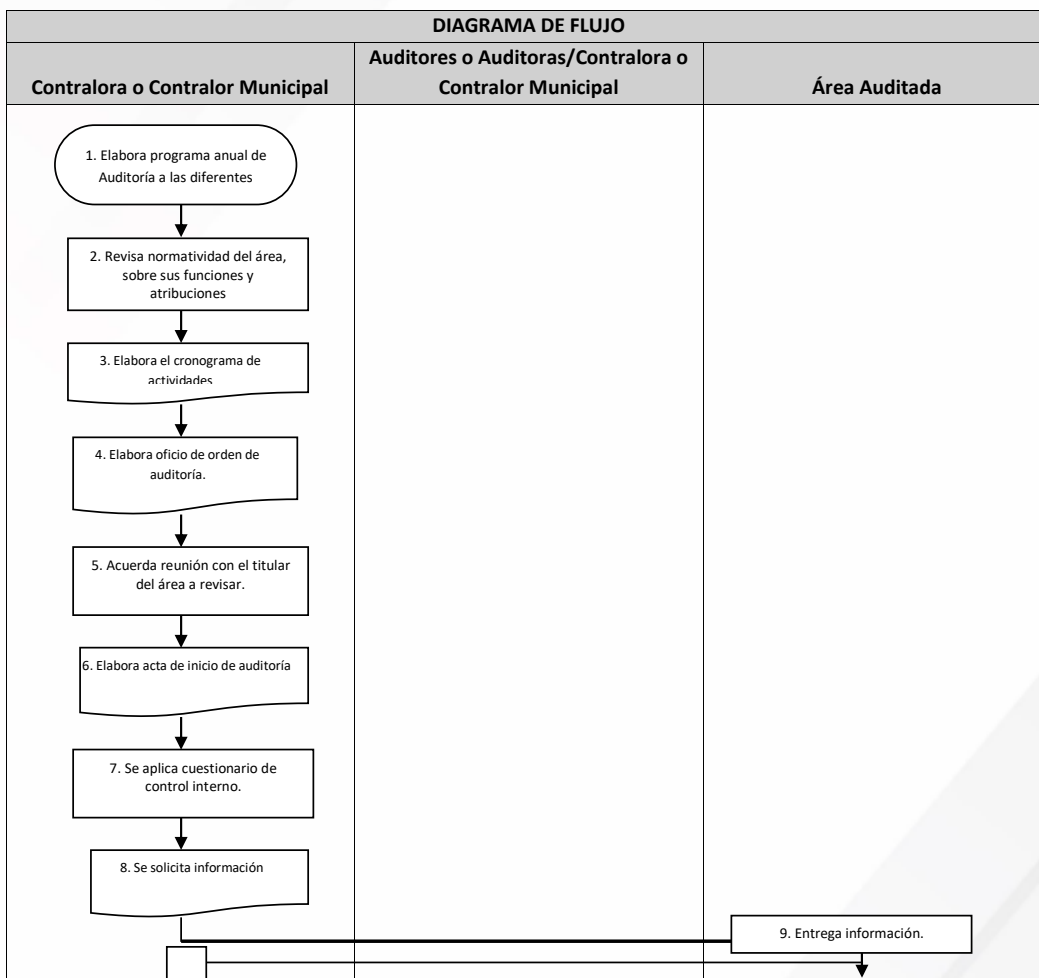 DIAGRAMA DE FLUJO
Contralora o Contralor Municipal
Auditores o Auditoras/Contralora o
Contralor Municipal
Área Auditada
1. Elabora programa anual de
Auditoría a las diferentes
2. Revisa normatividad del área,
sobre sus funciones y
atribuciones
3. Elabora el cronograma de
actividades
4. Elabora oficio de orden de
auditoría.
5. Acuerda reunión con el titular
del área a revisar.
6. Elabora acta de inicio de auditoría
7. Se aplica cuestionario de
control interno.
8. Se solicita información
9. Entrega información.